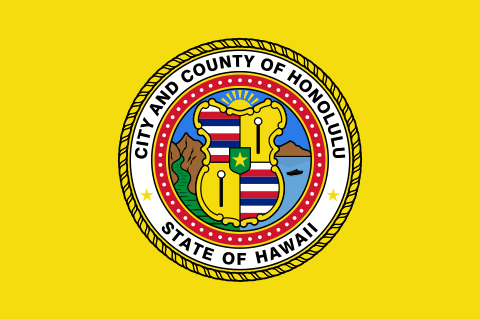 CITY AND COUNTY OF HONOLULU
STATE OF HAWAII